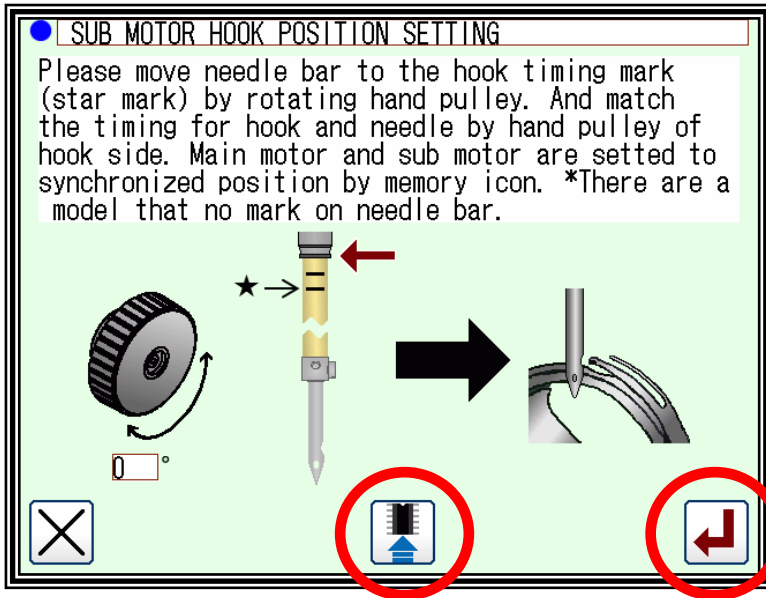 SUB MOTOR HOOK POSITION SETTING
Please move needle bar to the hook timing mark
(star mark) by rotating hand pulley. And match
the timing for hook and needle by hand pulley of
hook side. Main motor and sub motor are setted to
synchronized position by memory icon. *There are a
model that no mark on needle bar.
★→
0 °